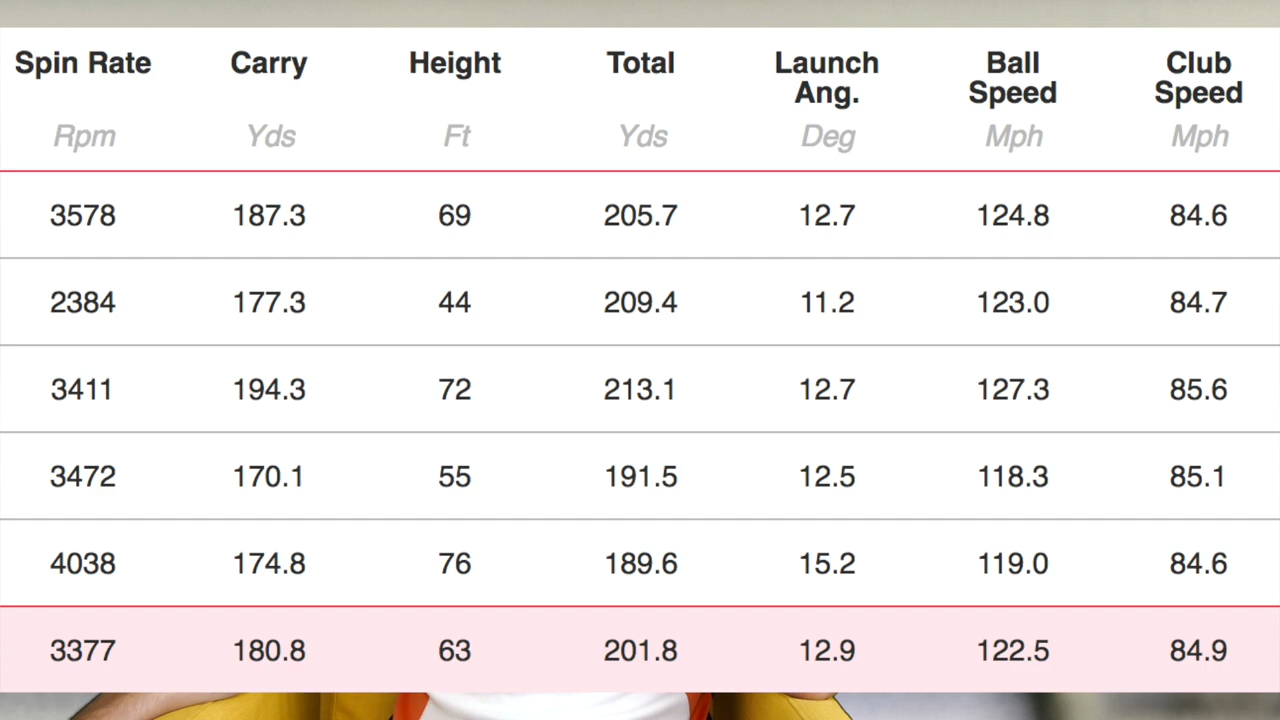 Spin Rate Carry Height Total Launch Ang. Ball Speed Club Speed
Rpm Yds Ft Yds Deg Mph Mph
3578 187.3 69 205.7 12.7 124.8 84.6
2384 177.3 44 209.4 11.2 123.0 84.7
3411 194.3 72 213.1 12.7 127.3 85.6
3472 170.1 55 191.5 12.5 118.3 85.1
4038 174.8 76 189.6 15.2 119.0 84.6
3377 180.8 63 201.8 12.9 122.5 84.9